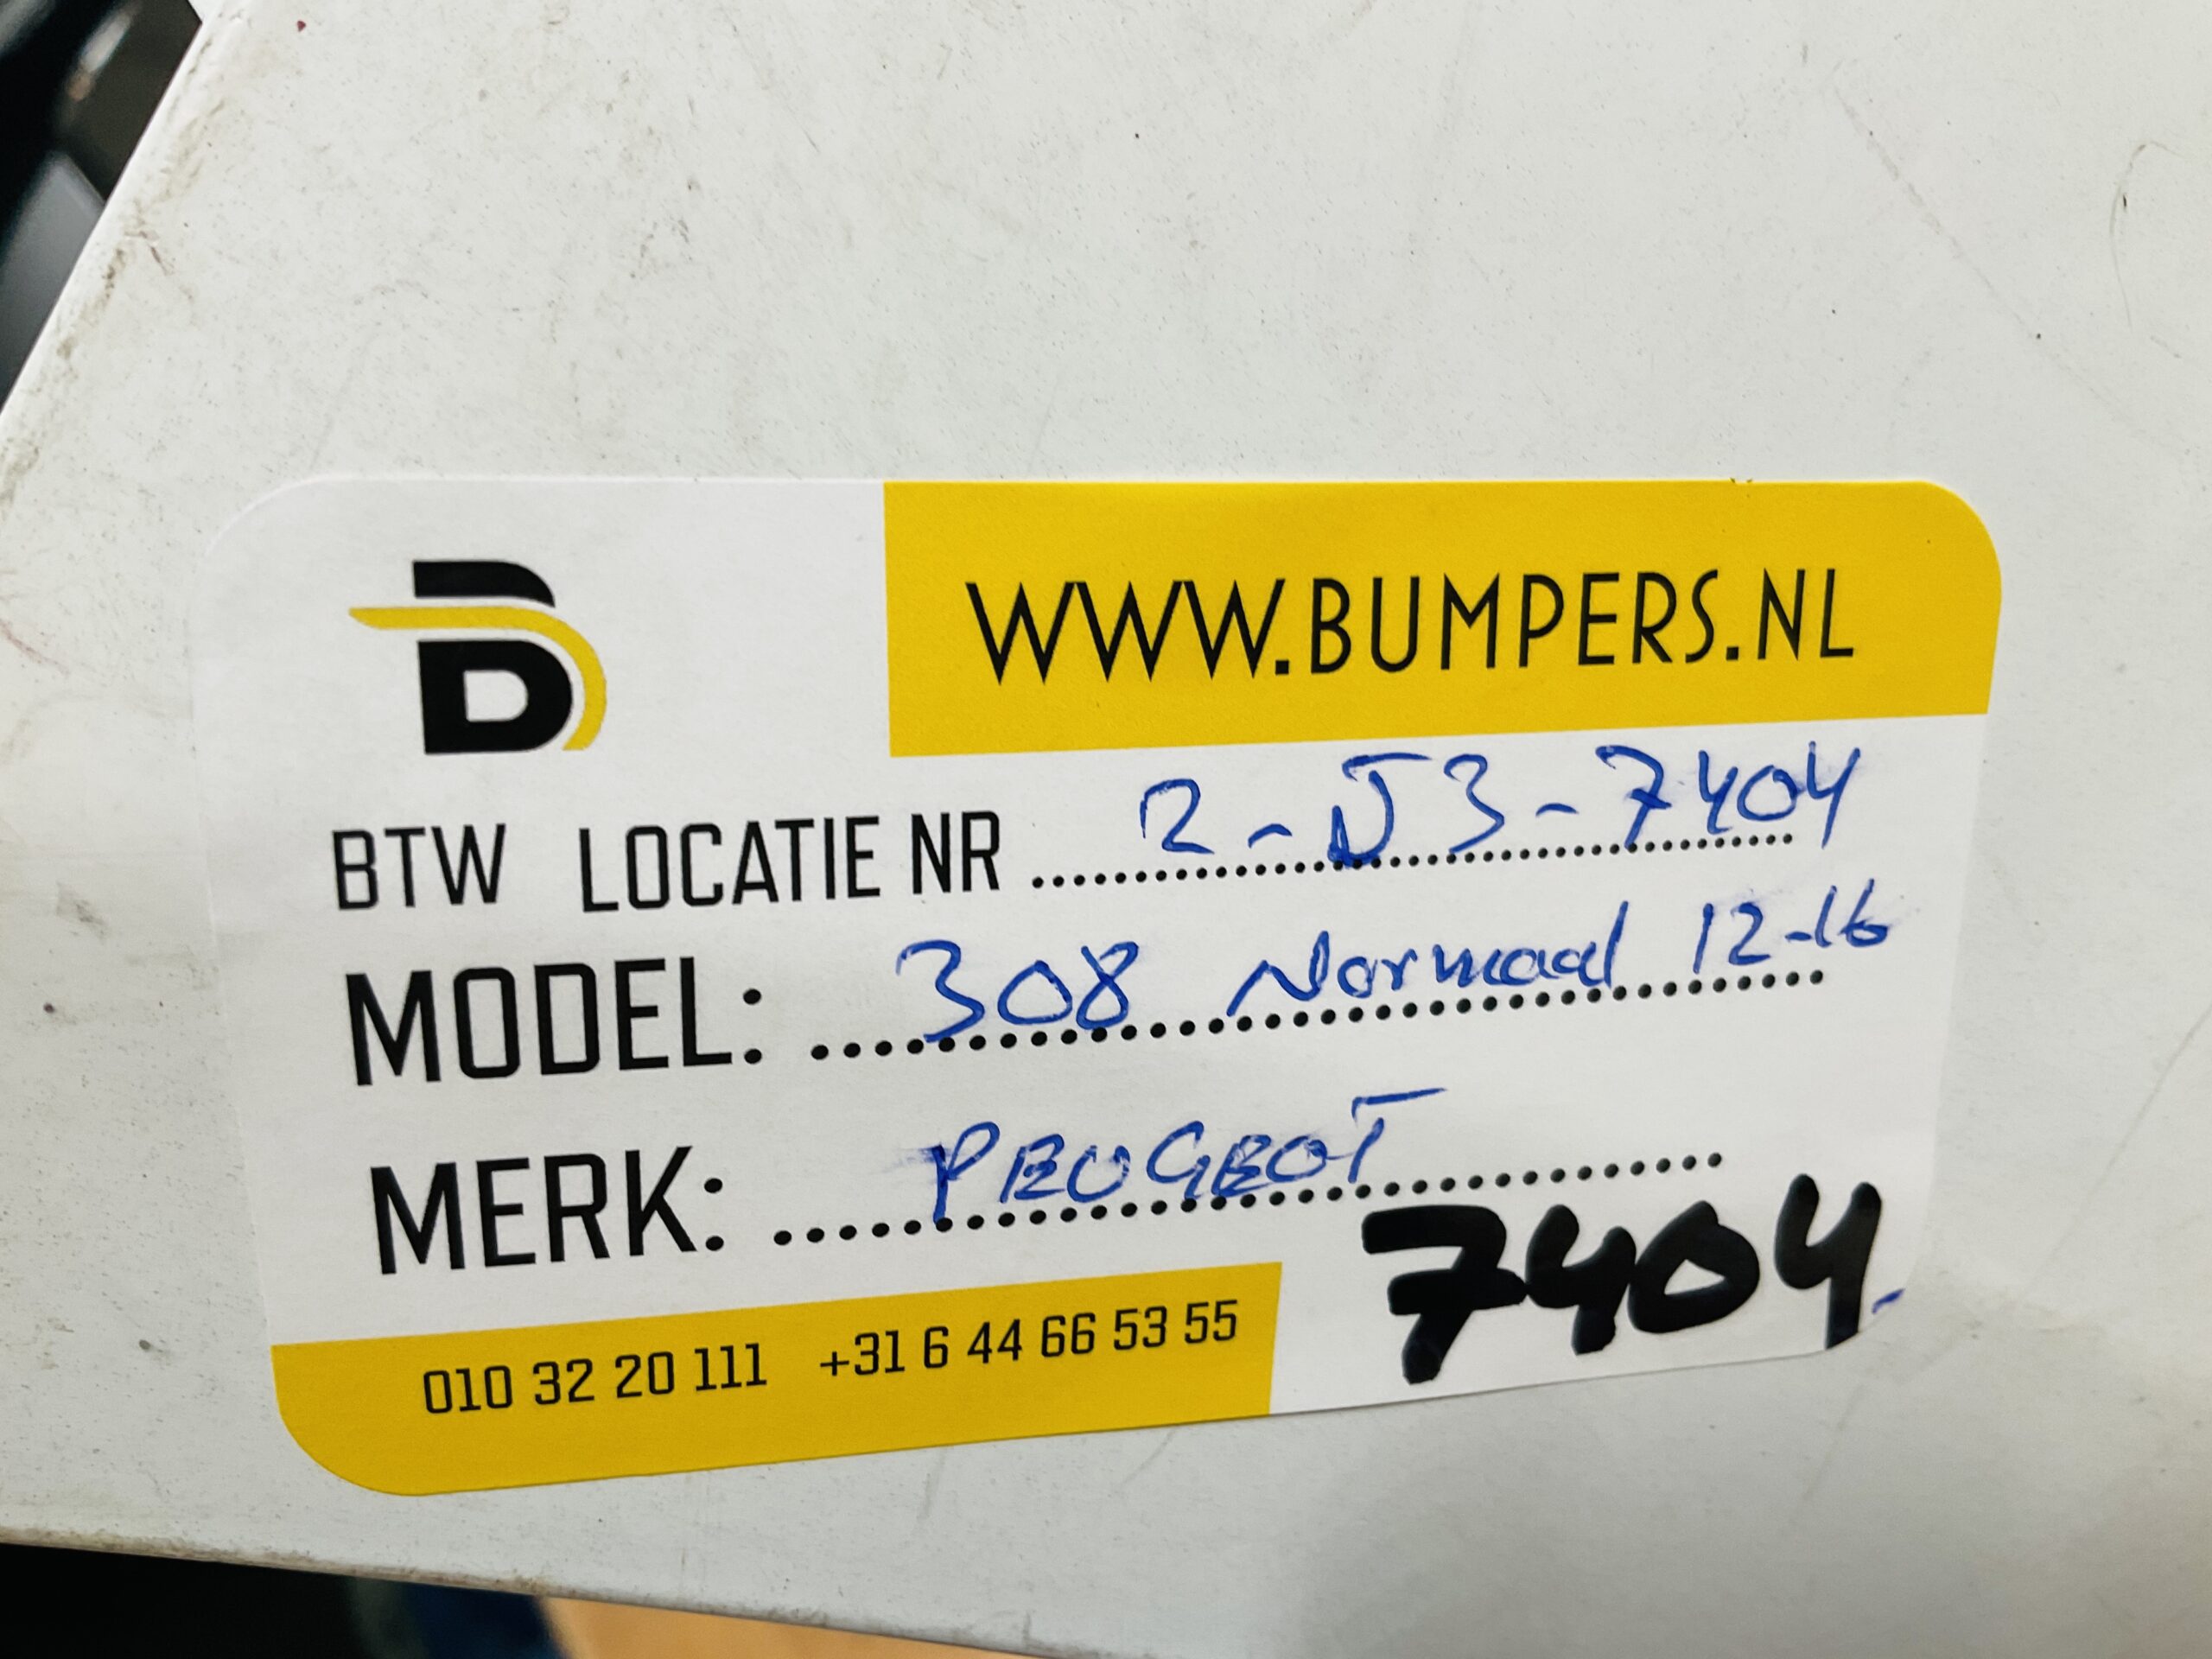 B
WWW.BUMPERS.NL
BTW LOCATIE NR 2-J3-7404
MODEL: 308 Normaal 12-16
MERK: PEUGEOT
7404
010 32 20 111 +31 6 44 66 53 55